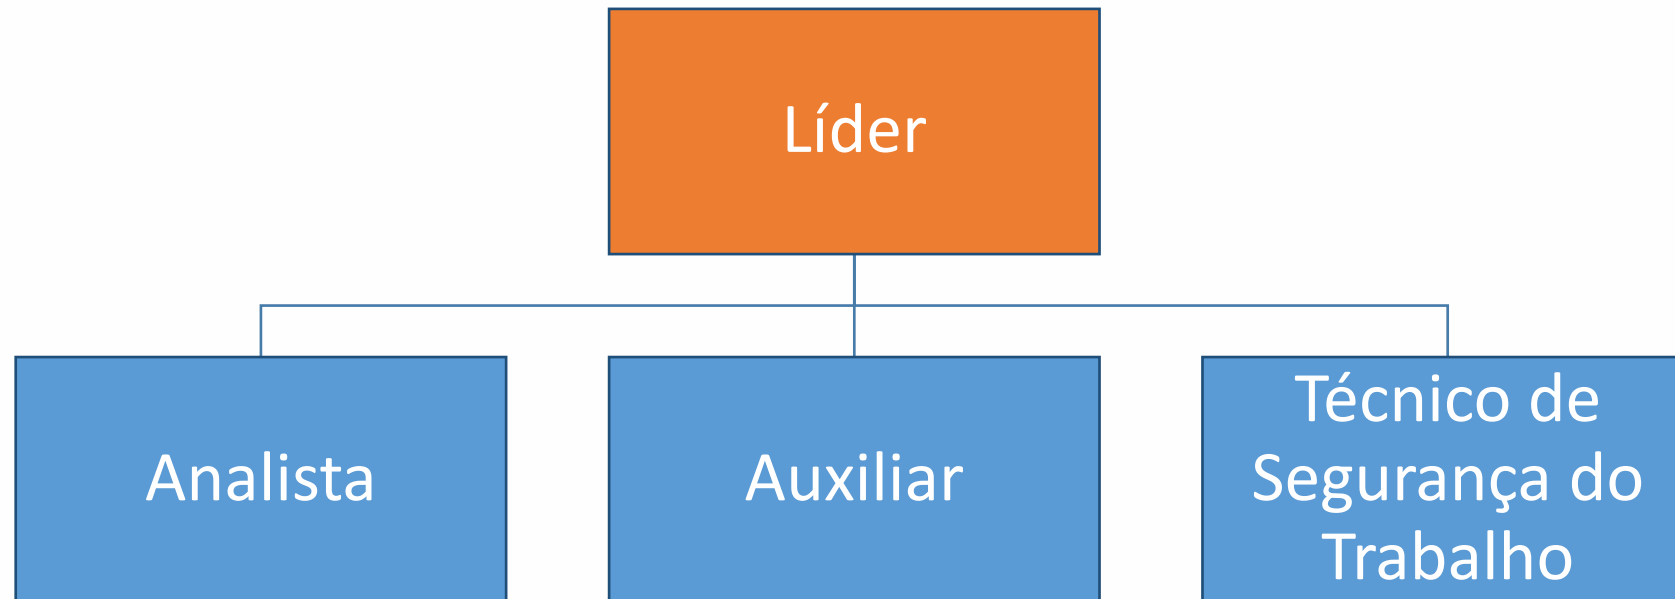 Líder
Analista
Auxiliar
Técnico de
Segurança do
Trabalho